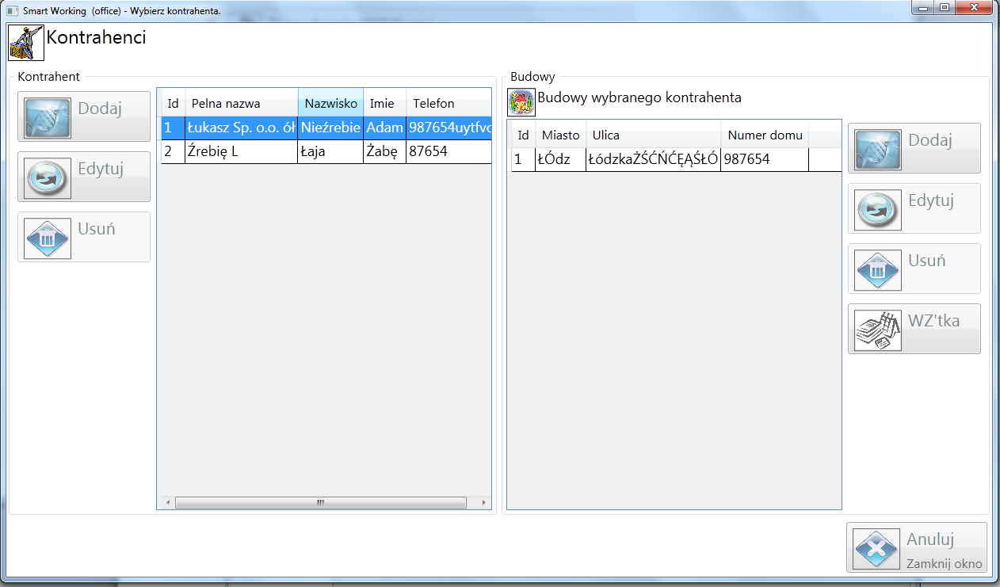 Smart Working (office) - Wybierz kontrahenta.
Kontrahenci
Kontrahent
Dodaj
Edytuj
Usuń
Id Pelna nazwa Nazwisko Imie Telefon
1 Łukasz Sp. o.o. ół Nieźrebie Adam 987654uytfvc
2 Źrebię L Łaja Żabę 87654
Budowy
Budowy wybranego kontrahenta
Id Miasto Ulica Numer domu
1 ŁÓdz ŁódzkaŻŚĆŃĆĘĄŚŁÓ 987654
Dodaj
Edytuj
Usuń
WZ'tka
Anuluj
Zamknij okno